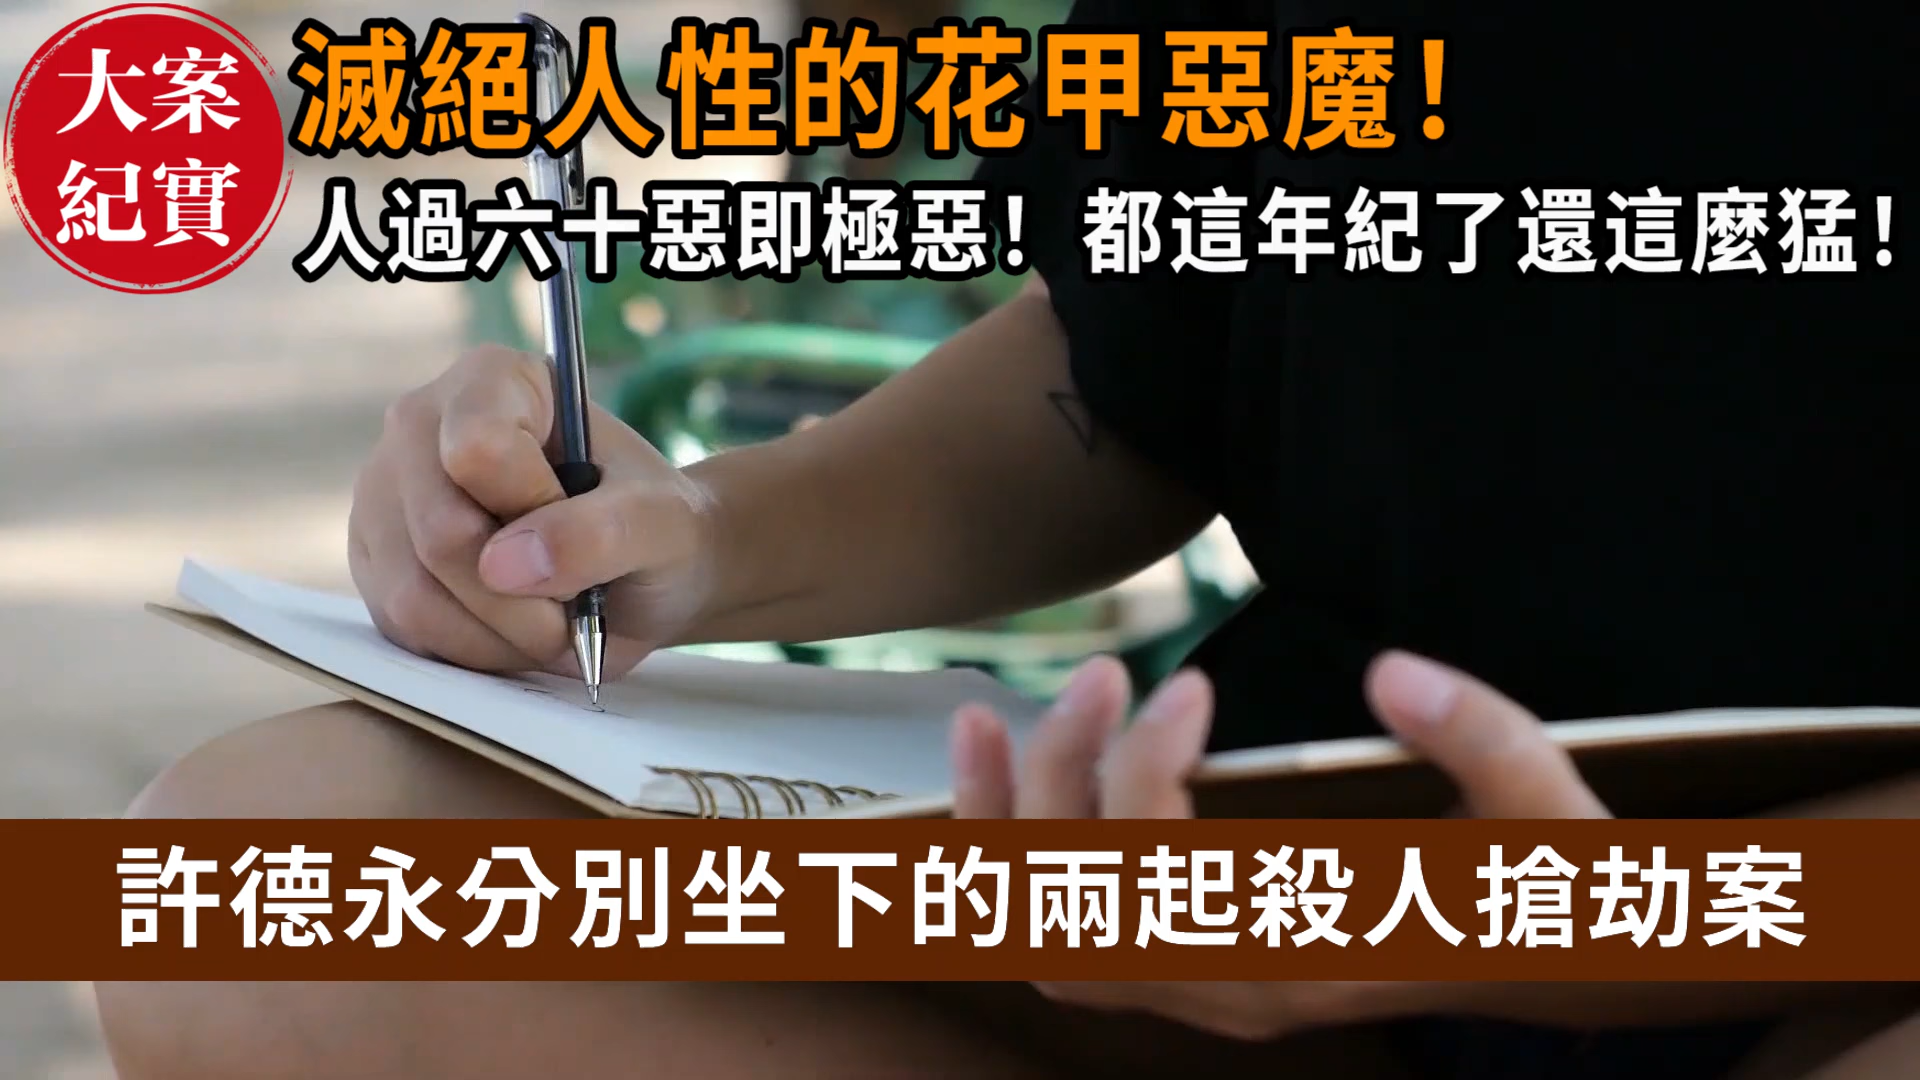 大案
紀實
滅絕人性的花甲惡魔！
人過六十惡即極惡！都這年紀了還這麼猛！
許德永分別坐下的兩起殺人搶劫案